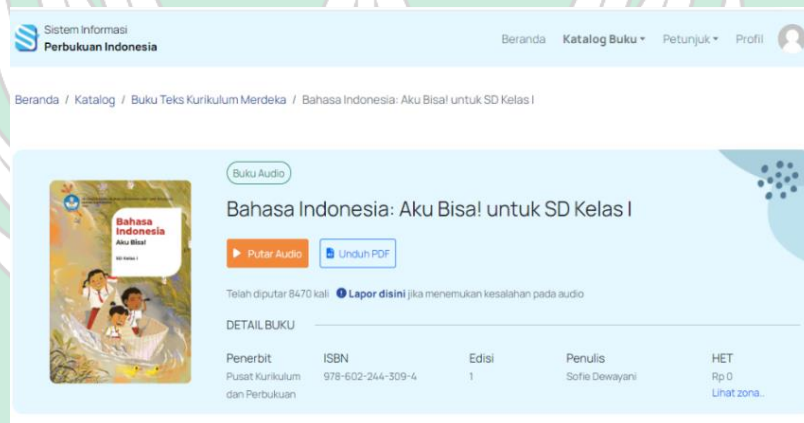 Sistem Informasi
Perbukuan Indonesia
Beranda Katalog Buku Petunjuk Profil
Beranda / Katalog / Buku Teks Kurikulum Merdeka / Bahasa Indonesia: Aku Bisa! untuk SD Kelas I
Bahasa
Indonesia
Aku Bisa!
SD Kelas I
Buku Audio
Bahasa Indonesia: Aku Bisa! untuk SD Kelas I
Putar Audio Unduh PDF
Telah diputar 8470 kali Lapor disini jika menemukan kesalahan pada audio
DETAIL BUKU
Penerbit ISBN Edisi Penulis HET
Pusat Kurikulum 978-602-244-309-4 1 Sofie Dewayani Rp 0
dan Perbukuan Lihat zona..